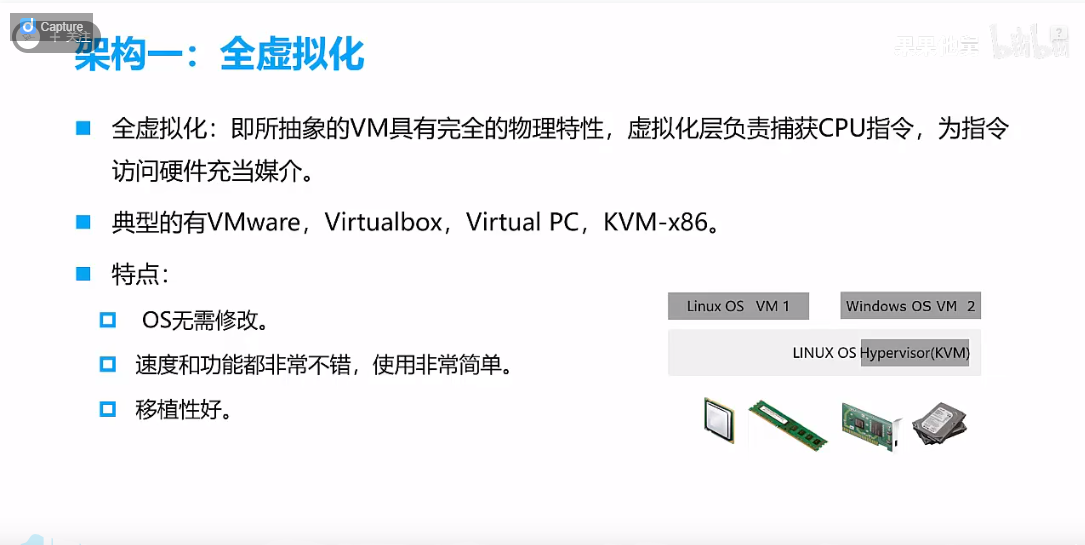 Capture
+ 关注
架构一：全虚拟化
bilibili
全虚拟化：即所抽象的VM具有完全的物理特性，虚拟化层负责捕获CPU指令，为指令
访问硬件充当媒介。
典型的有VMware，Virtualbox，Virtual PC，KVM-x86。
特点：
OS无需修改。
速度和功能都非常不错，使用非常简单。
移植性好。
Linux OS VM 1
Windows OS VM 2
LINUX OS Hypervisor(KVM)